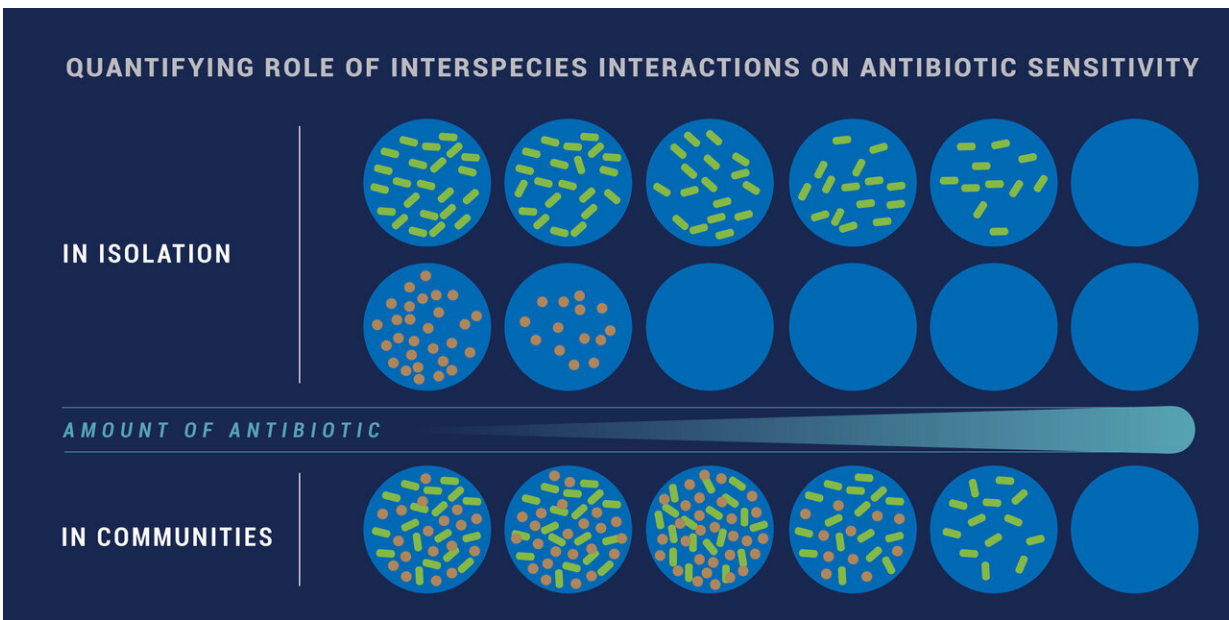 QUANTIFYING ROLE OF INTERSPECIES INTERACTIONS ON ANTIBIOTIC SENSITIVITY
IN ISOLATION
AMOUNT OF ANTIBIOTIC
IN COMMUNITIES